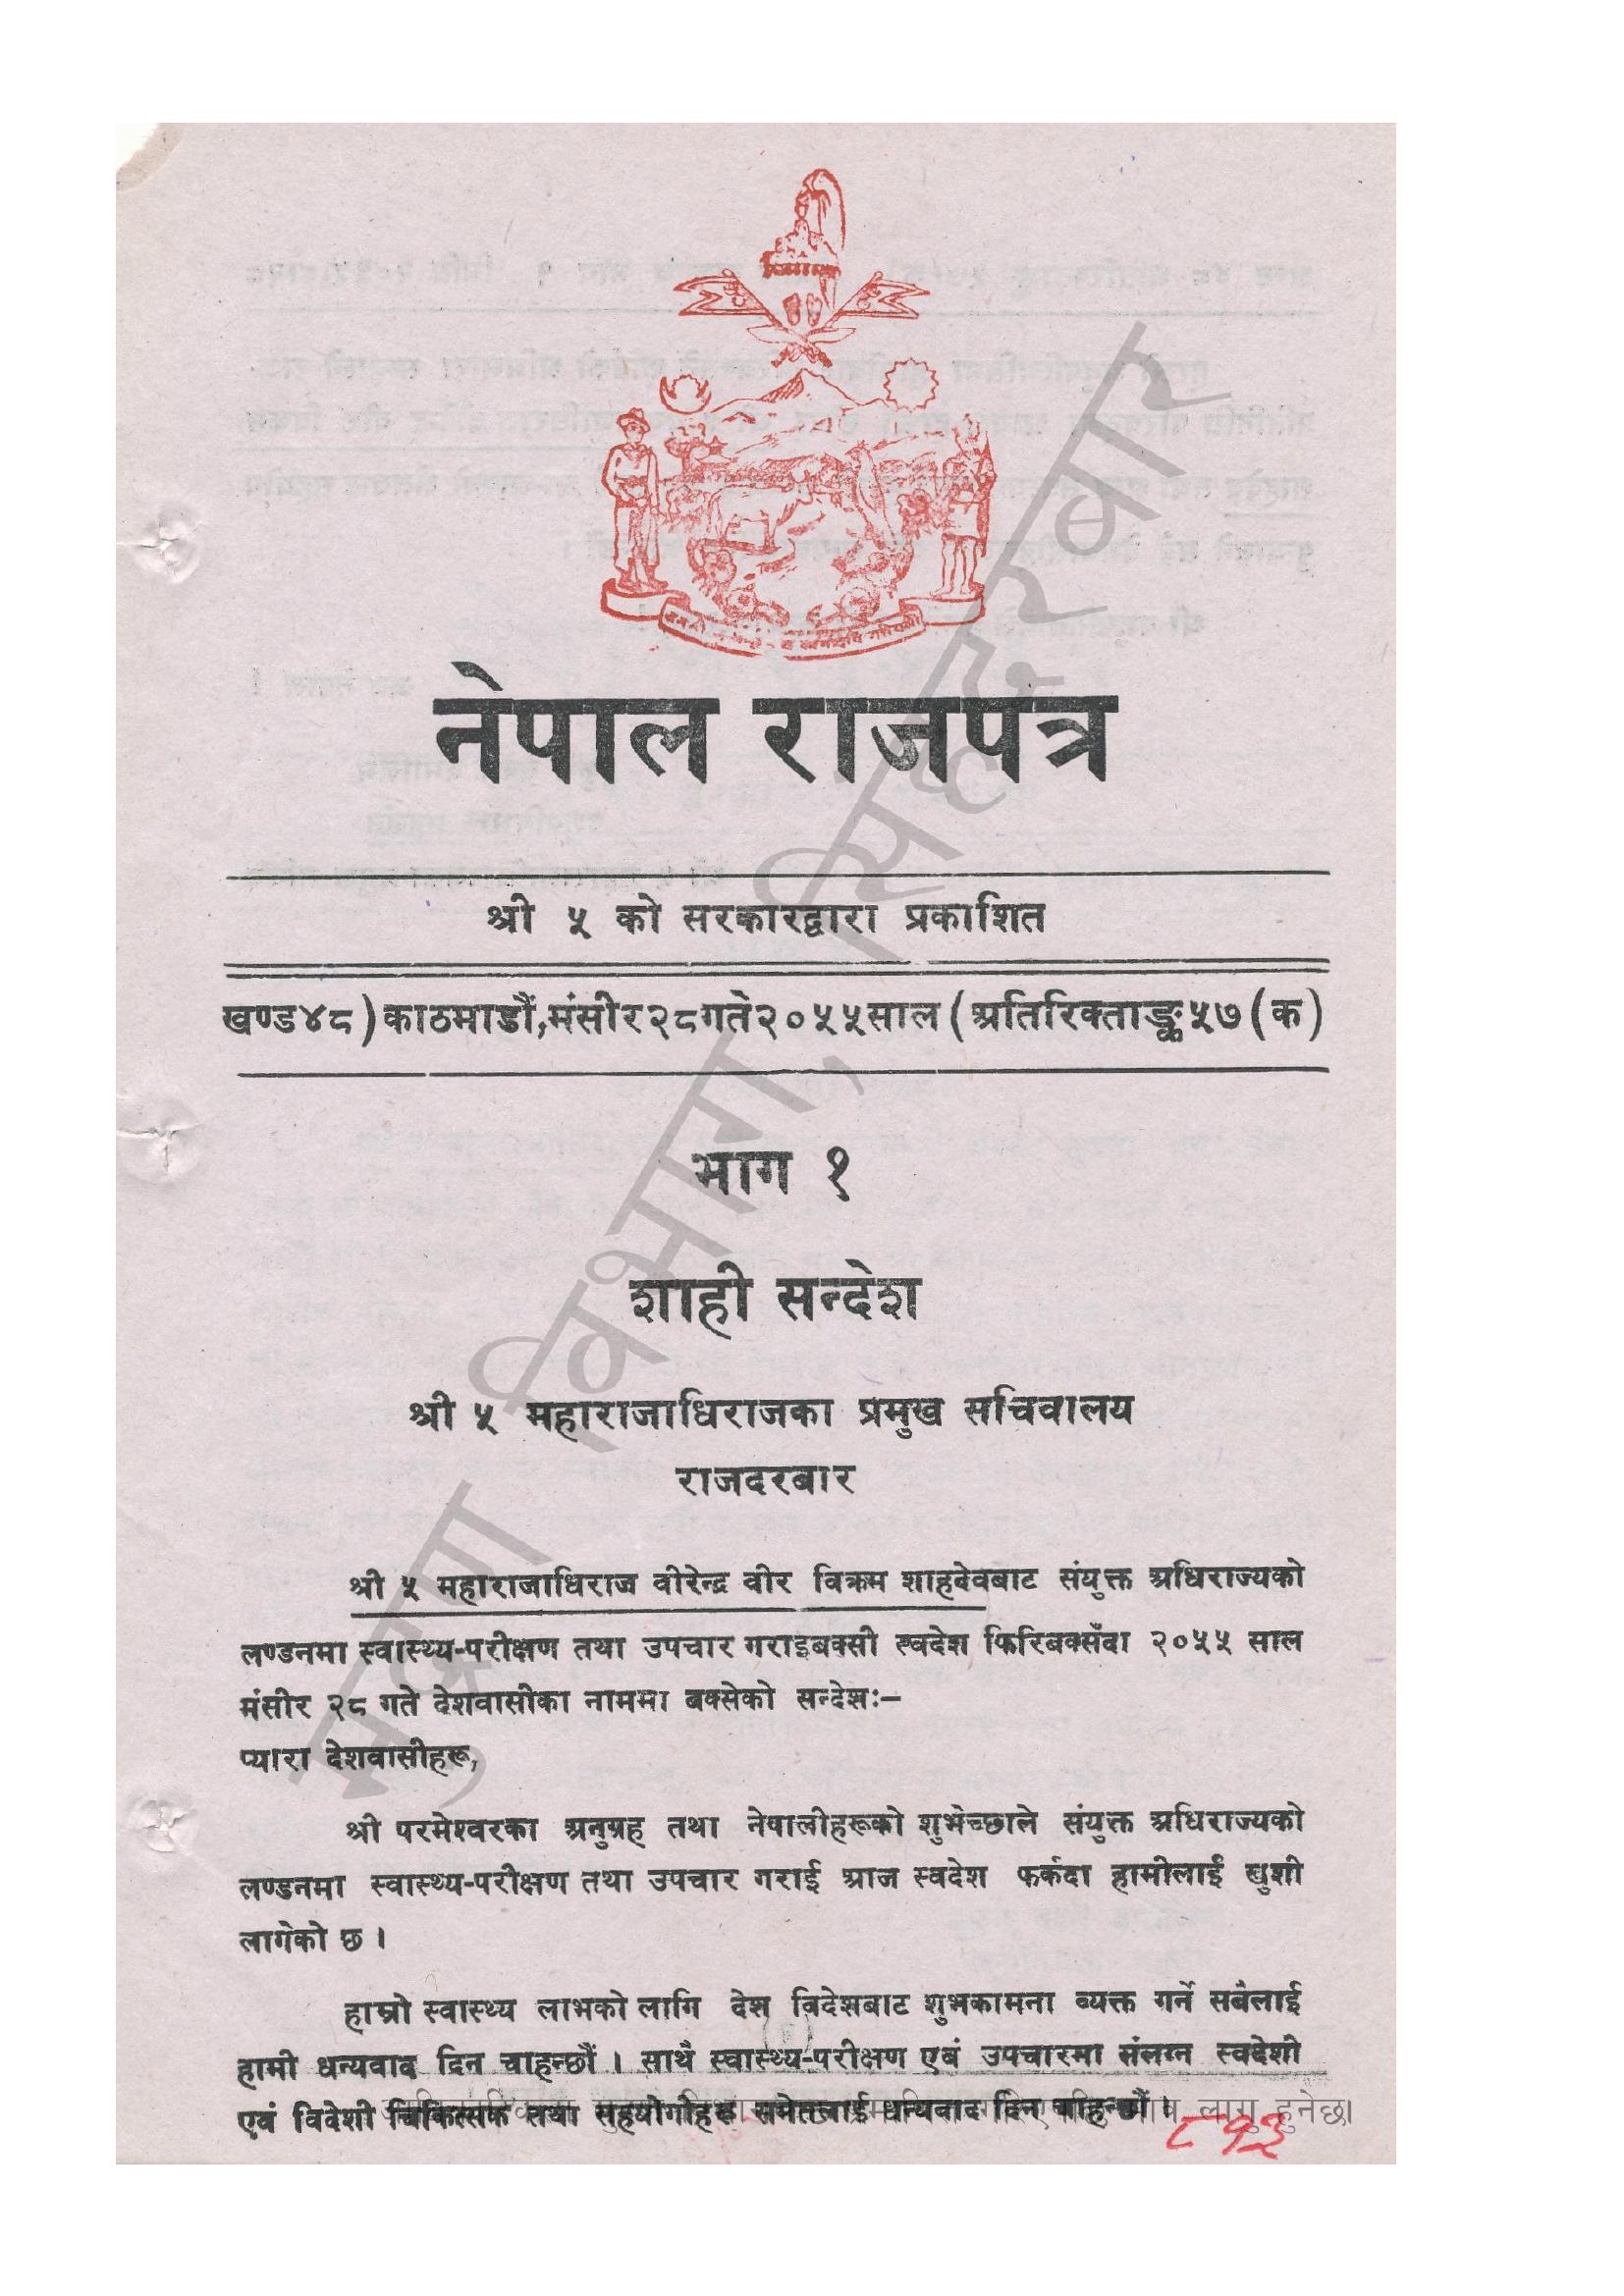 नेपाल राजपत्र
श्री ५ को सरकारद्वारा प्रकाशित
खण्ड ४८) काठमाडौं, मंसीर २८ गते २०५५ साल (अतिरिक्ताङ्क ५७ (क)
भाग १
शाही सन्देश
श्री ५ महाराजाधिराजका प्रमुख सचिवालय
राजदरबार
श्री ५ महाराजाधिराज वीरेन्द्र वीर विक्रम शाहदेवबाट संयुक्त अधिराज्यको
लण्डनमा स्वास्थ्य-परीक्षण तथा उपचार गराइबक्सी स्वदेश फिरिबक्सँदा २०५५ साल
मंसीर २८ गते देशवासीका नाममा बक्सेको सन्देशः–
प्यारा देशवासीहरू,
श्री परमेश्वरका अनुग्रह तथा नेपालीहरूको शुभेच्छाले संयुक्त अधिराज्यको
लण्डनमा स्वास्थ्य-परीक्षण तथा उपचार गराई आज स्वदेश फर्कदा हामीलाई खुशी
लागेको छ ।
हाम्रो स्वास्थ्य लाभको लागि देश विदेशबाट शुभकामना व्यक्त गर्ने सबैलाई
हामी धन्यवाद दिन चाहन्छौं । साथै स्वास्थ्य-परीक्षण एवं उपचारमा संलग्न स्वदेशी
एवं विदेशी चिकित्सक तथा सहयोगीहरू समेतलाई धन्यवाद दिन चाहन्छौं ।
लागु हुनेछ।
८१३
मुद्रण विभाग, सिंहदरवार